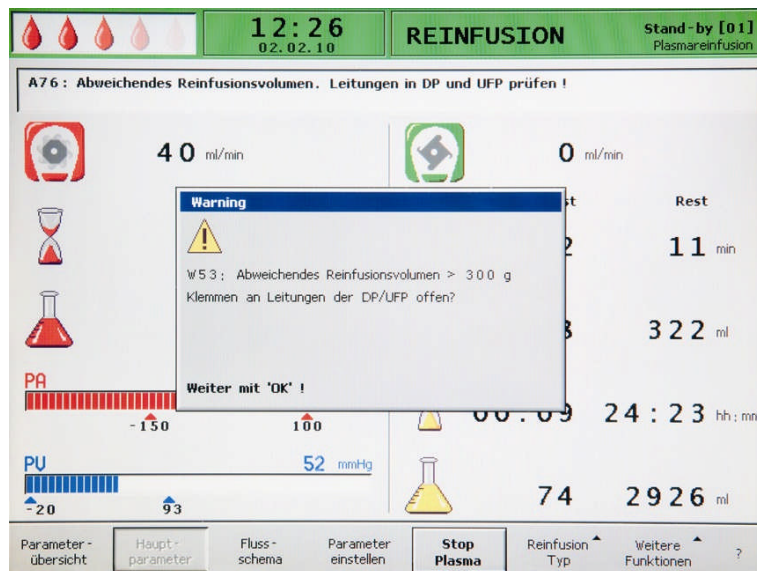 12:26
02.02.10
REINFUSION
Stand-by [01]
Plasmareinfusion
A76: Abweichendes Reinfusionsvolumen. Leitungen in DP und UFP prüfen !
40 ml/min
0 ml/min
Rest
Warning
W53: Abweichendes Reinfusionsvolumen > 300 g
Klemmen an Leitungen der DP/UFP offen?
Weiter mit 'OK' !
11 min
322 ml
PA
-150
100
24:23 hh:mm
PV
52 mmHg
-20
93
74
2926 ml
Parameter-
übersicht
Haupt-
parameter
Fluss-
schema
Parameter
einstellen
Stop
Plasma
Reinfusion
Typ
Weitere
Funktionen
?